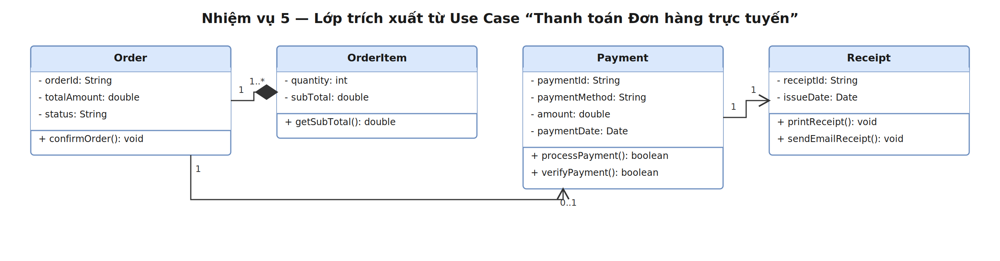 Nhiệm vụ 5 — Lớp trích xuất từ Use Case “Thanh toán Đơn hàng trực tuyến”
Order
- orderId: String
- totalAmount: double
- status: String
+ confirmOrder(): void
1
1..*
OrderItem
- quantity: int
- subTotal: double
+ getSubTotal(): double
Payment
- paymentId: String
- paymentMethod: String
- amount: double
- paymentDate: Date
+ processPayment(): boolean
+ verifyPayment(): boolean
1
1
Receipt
- receiptId: String
- issueDate: Date
+ printReceipt(): void
+ sendEmailReceipt(): void
1
0..1